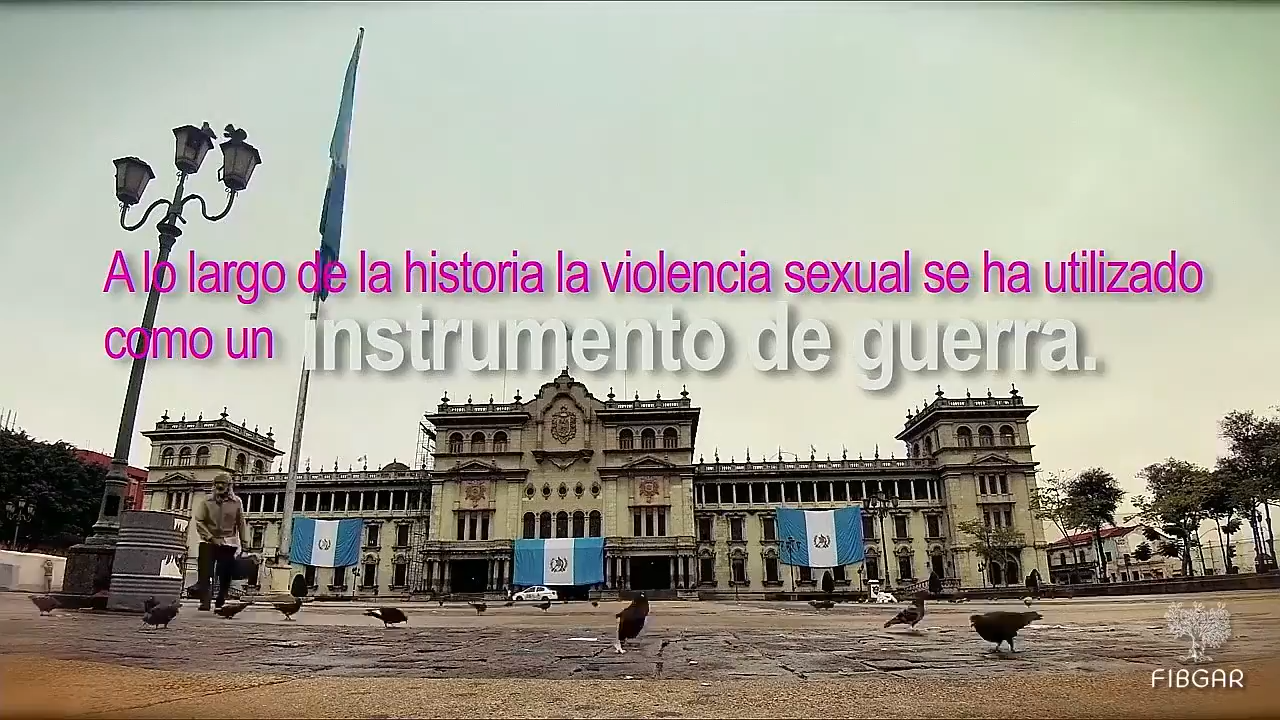 A lo largo de la historia la violencia sexual se ha utilizado
como un instrumento de guerra.
FIBGAR